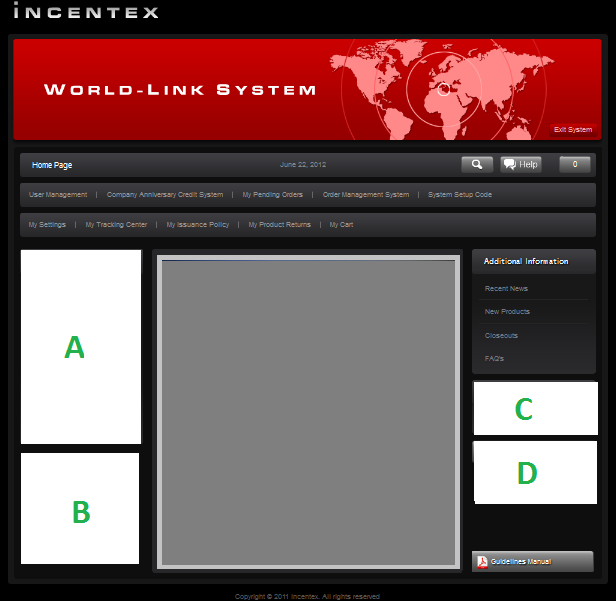 incentex
WORLD-LINK SYSTEM
Exit System
Home Page
June 22, 2012
Help
0
User Management | Company Anniversary Credit System | My Pending Orders | Order Management System | System Setup Code
My Settings | My Tracking Center | My Issuance Policy | My Product Returns | My Cart
A
B
Additional Information
Recent News
New Products
Closeouts
FAQ's
C
D
Guidelines Manual
Copyright © 2011 Incentex. All rights reserved